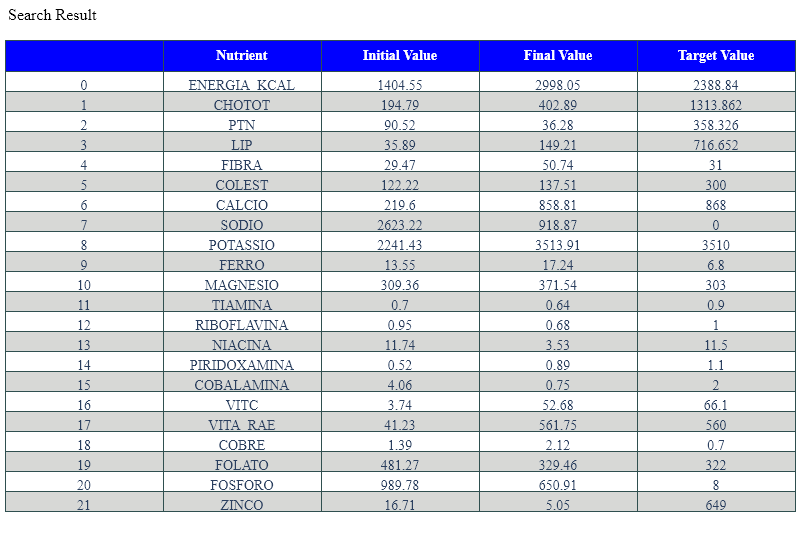 Search Result
Nutrient Initial Value Final Value Target Value
0 ENERGIA KCAL 1404.55 2998.05 2388.84
1 CHOTOT 194.79 402.89 1313.862
2 PTN 90.52 36.28 358.326
3 LIP 35.89 149.21 716.652
4 FIBRA 29.47 50.74 31
5 COLEST 122.22 137.51 300
6 CALCIO 219.6 858.81 868
7 SODIO 2623.22 918.87 0
8 POTASSIO 2241.43 3513.91 3510
9 FERRO 13.55 17.24 6.8
10 MAGNESIO 309.36 371.54 303
11 TIAMINA 0.7 0.64 0.9
12 RIBOFLAVINA 0.95 0.68 1
13 NIACINA 11.74 3.53 11.5
14 PIRIDOXAMINA 0.52 0.89 1.1
15 COBALAMINA 4.06 0.75 2
16 VITC 3.74 52.68 66.1
17 VITA RAE 41.23 561.75 560
18 COBRE 1.39 2.12 0.7
19 FOLATO 481.27 329.46 322
20 FOSFORO 989.78 650.91 8
21 ZINCO 16.71 5.05 649